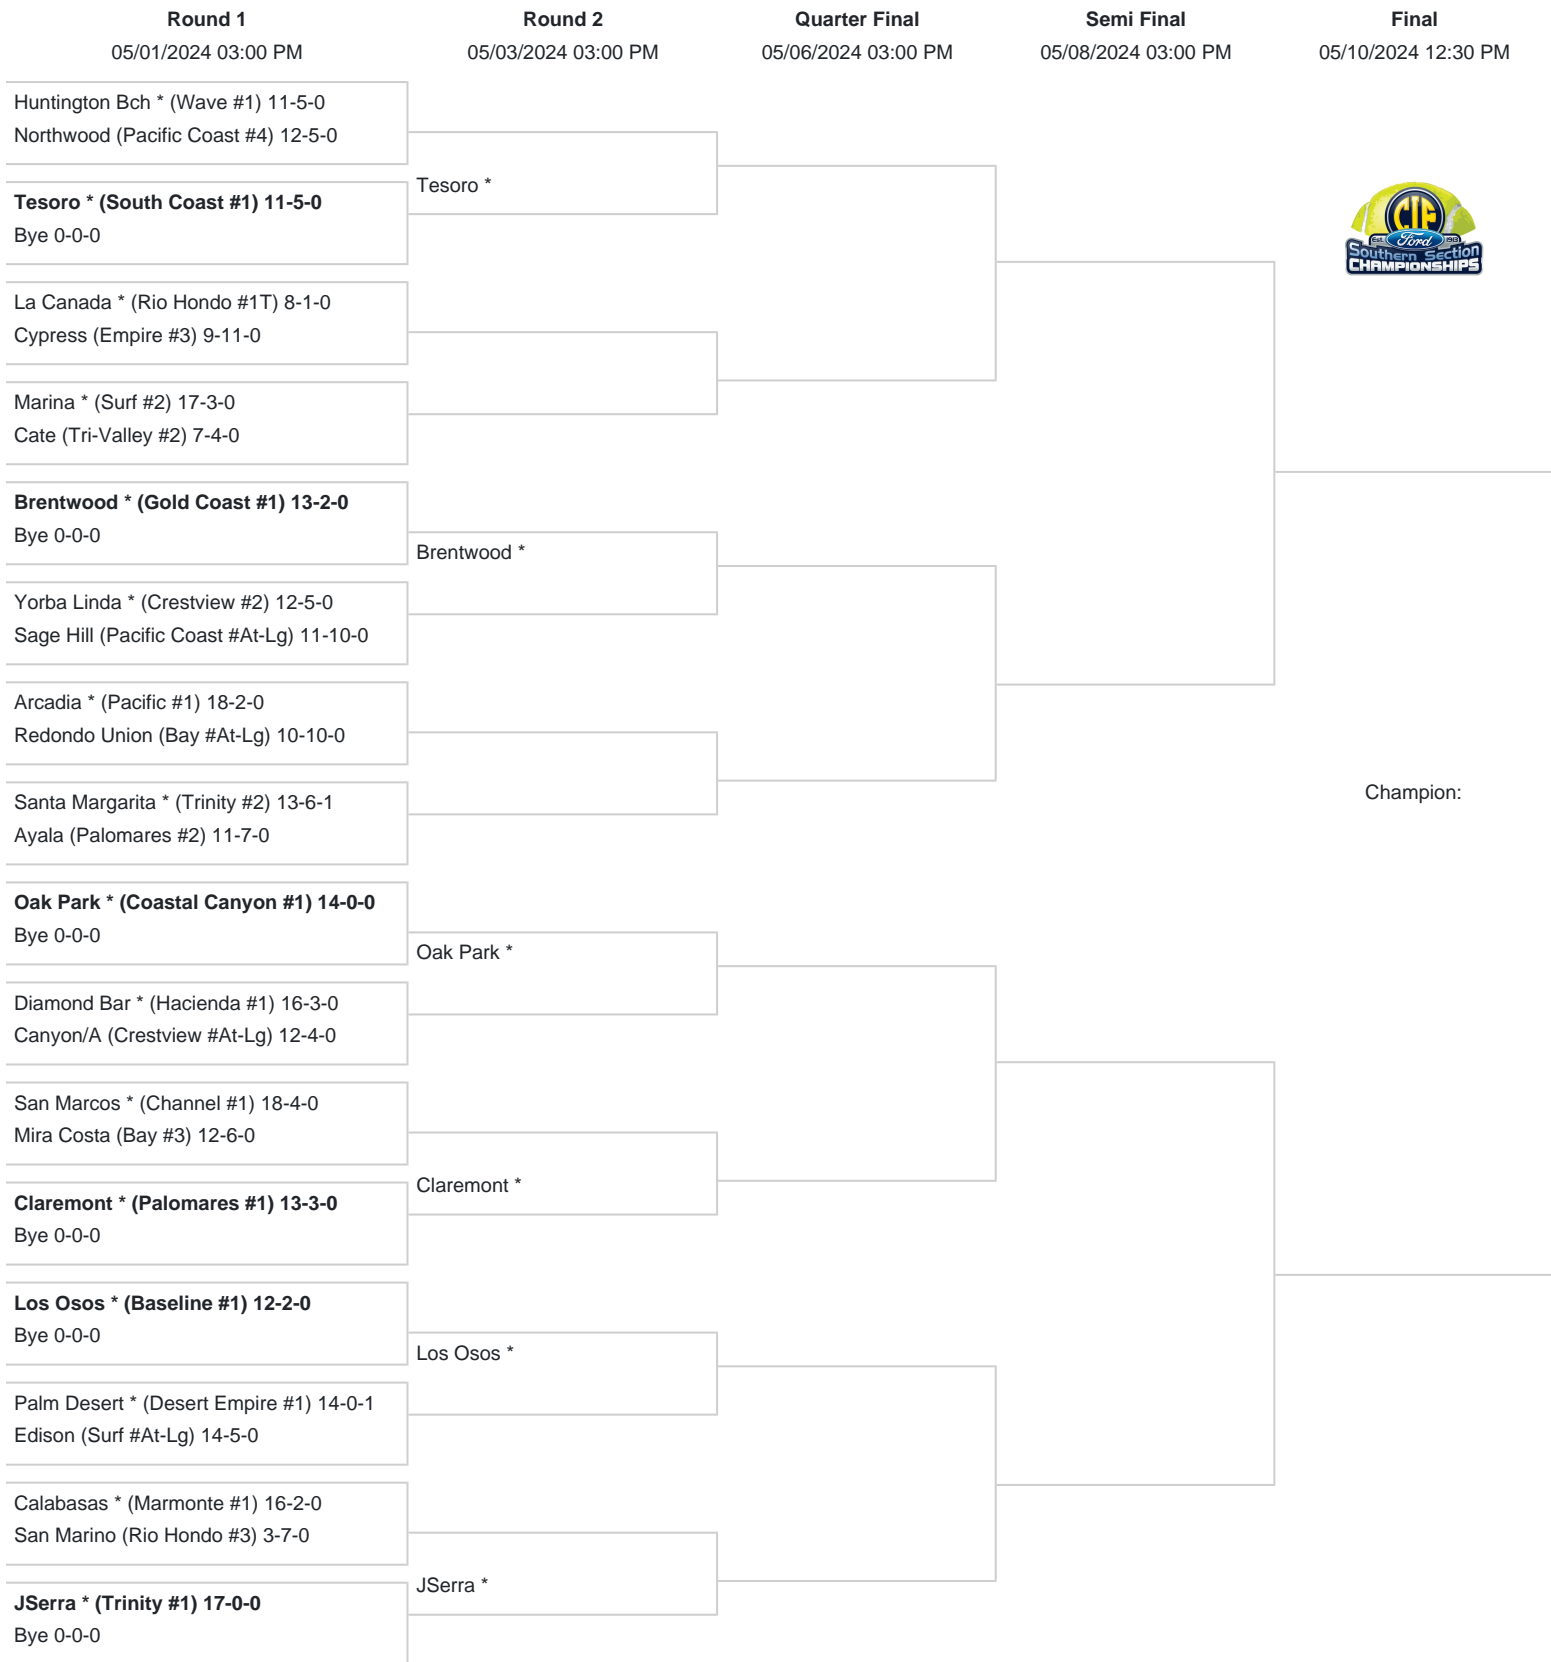 Round 1
05/01/2024 03:00 PM
Round 2
05/03/2024 03:00 PM
Quarter Final
05/06/2024 03:00 PM
Semi Final
05/08/2024 03:00 PM
Final
05/10/2024 12:30 PM
Huntington Bch * (Wave #1) 11-5-0
Northwood (Pacific Coast #4) 12-5-0
Tesoro * (South Coast #1) 11-5-0
Bye 0-0-0
La Canada * (Rio Hondo #1T) 8-1-0
Cypress (Empire #3) 9-11-0
Marina * (Surf #2) 17-3-0
Cate (Tri-Valley #2) 7-4-0
Brentwood * (Gold Coast #1) 13-2-0
Bye 0-0-0
Yorba Linda * (Crestview #2) 12-5-0
Sage Hill (Pacific Coast #At-Lg) 11-10-0
Arcadia * (Pacific #1) 18-2-0
Redondo Union (Bay #At-Lg) 10-10-0
Santa Margarita * (Trinity #2) 13-6-1
Ayala (Palomares #2) 11-7-0
Oak Park * (Coastal Canyon #1) 14-0-0
Bye 0-0-0
Diamond Bar * (Hacienda #1) 16-3-0
Canyon/A (Crestview #At-Lg) 12-4-0
San Marcos * (Channel #1) 18-4-0
Mira Costa (Bay #3) 12-6-0
Claremont * (Palomares #1) 13-3-0
Bye 0-0-0
Los Osos * (Baseline #1) 12-2-0
Bye 0-0-0
Palm Desert * (Desert Empire #1) 14-0-1
Edison (Surf #At-Lg) 14-5-0
Calabasas * (Marmonte #1) 16-2-0
San Marino (Rio Hondo #3) 3-7-0
JSerra * (Trinity #1) 17-0-0
Bye 0-0-0
Tesoro *
Brentwood *
Oak Park *
Claremont *
Los Osos *
JSerra *
CIF
Est. Ford 1913
Southern Section
CHAMPIONSHIPS
Champion: